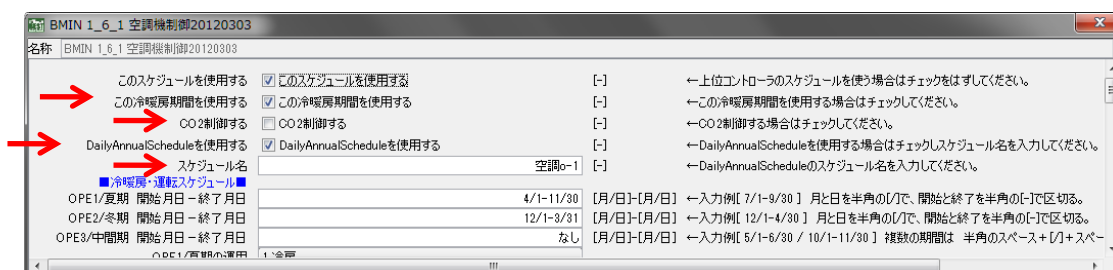 BMIN 1_6_1 空調機制御20120303
名称 BMIN 1_6_1 空調機制御20120303
このスケジュールを使用する このスケジュールを使用する [-] ←上位コントローラのスケジュールを使う場合はチェックをはずしてください。
この冷暖房期間を使用する この冷暖房期間を使用する [-] ←この冷暖房期間を使用する場合はチェックしてください。
CO2制御する CO2制御する [-] ←CO2制御する場合はチェックしてください。
DailyAnnualScheduleを使用する DailyAnnualScheduleを使用する [-] ←DailyAnnualScheduleを使用する場合はチェックしスケジュール名を入力してください。
スケジュール名 空調o-1 [-] ←DailyAnnualScheduleのスケジュール名を入力してください。
■冷暖房・運転スケジュール■
OPE1/夏期 開始月日－終了月日 4/1-11/30 [月/日]-[月/日] ←入力例[ 7/1-9/30 ] 月と日を半角の[/]で、開始と終了を半角の[-]で区切る。
OPE2/冬期 開始月日－終了月日 12/1-3/31 [月/日]-[月/日] ←入力例[ 12/1-4/30 ] 月と日を半角の[/]で、開始と終了を半角の[-]で区切る。
OPE3/中間期 開始月日－終了月日 なし [月/日]-[月/日] ←入力例[ 5/1-6/30 / 10/1-11/30 ] 複数の期間は 半角のスペース+[/]+スペー
OPE1/夏期の運用 1:冷房